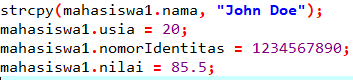 strcpy(mahasiswa1.nama, "John Doe");
mahasiswa1.usia = 20;
mahasiswa1.nomorIdentitas = 1234567890;
mahasiswa1.nilai = 85.5;